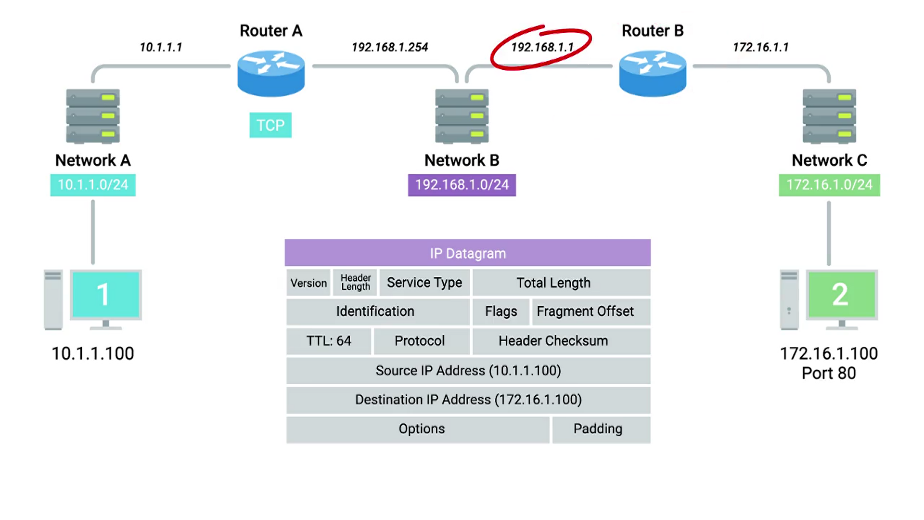 Router A
Router B
10.1.1.1
192.168.1.254
192.168.1.1
172.16.1.1
TCP
Network A
Network B
Network C
10.1.1.0/24
192.168.1.0/24
172.16.1.0/24
IP Datagram
Version
Header
Length
Service Type
Total Length
Identification
Flags
Fragment Offset
TTL: 64
Protocol
Header Checksum
Source IP Address (10.1.1.100)
Destination IP Address (172.16.1.100)
Options
Padding
1
10.1.1.100
2
172.16.1.100
Port 80